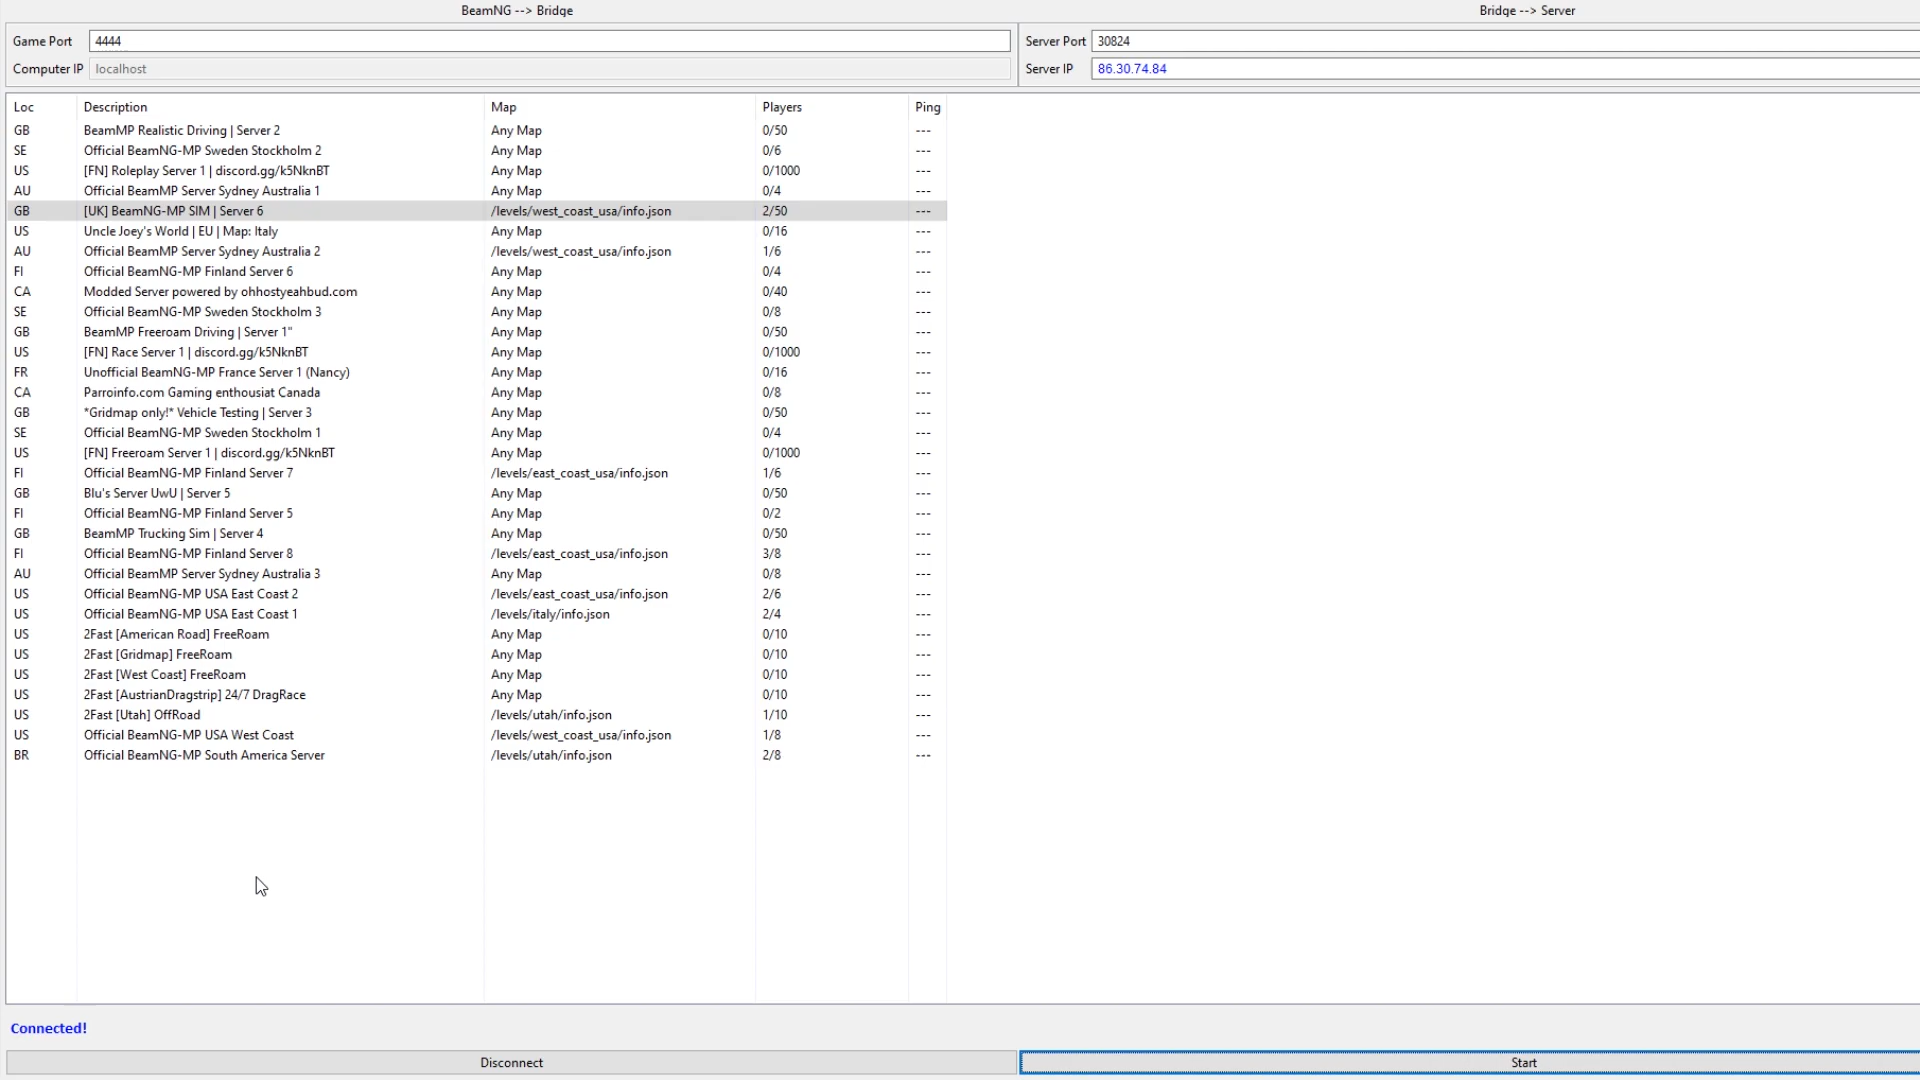 BeamNG --> Bridge Bridge --> Server
Game Port 4444 Server Port 30824
Computer IP localhost Server IP 86.30.74.84
Loc Description Map Players Ping
GB BeamMP Realistic Driving | Server 2 Any Map 0/50 ---
SE Official BeamNG-MP Sweden Stockholm 2 Any Map 0/6 ---
US [FN] Roleplay Server 1 | discord.gg/k5NknBT Any Map 0/1000 ---
AU Official BeamMP Server Sydney Australia 1 Any Map 0/4 ---
GB [UK] BeamNG-MP SIM | Server 6 /levels/west_coast_usa/info.json 2/50 ---
US Uncle Joey's World | EU | Map: Italy Any Map 0/16 ---
AU Official BeamMP Server Sydney Australia 2 /levels/west_coast_usa/info.json 1/6 ---
FI Official BeamNG-MP Finland Server 6 Any Map 0/4 ---
CA Modded Server powered by ohhostyeahbud.com Any Map 0/40 ---
SE Official BeamNG-MP Sweden Stockholm 3 Any Map 0/8 ---
GB BeamMP Freeroam Driving | Server 1" Any Map 0/50 ---
US [FN] Race Server 1 | discord.gg/k5NknBT Any Map 0/1000 ---
FR Unofficial BeamNG-MP France Server 1 (Nancy) Any Map 0/16 ---
CA Parroinfo.com Gaming enthousiat Canada Any Map 0/8 ---
GB *Gridmap only!* Vehicle Testing | Server 3 Any Map 0/50 ---
SE Official BeamNG-MP Sweden Stockholm 1 Any Map 0/4 ---
US [FN] Freeroam Server 1 | discord.gg/k5NknBT Any Map 0/1000 ---
FI Official BeamNG-MP Finland Server 7 /levels/east_coast_usa/info.json 1/6 ---
GB Blu's Server UwU | Server 5 Any Map 0/50 ---
FI Official BeamNG-MP Finland Server 5 Any Map 0/2 ---
GB BeamMP Trucking Sim | Server 4 Any Map 0/50 ---
FI Official BeamNG-MP Finland Server 8 /levels/east_coast_usa/info.json 3/8 ---
AU Official BeamMP Server Sydney Australia 3 Any Map 0/8 ---
US Official BeamNG-MP USA East Coast 2 /levels/east_coast_usa/info.json 2/6 ---
US Official BeamNG-MP USA East Coast 1 /levels/italy/info.json 2/4 ---
US 2Fast [American Road] FreeRoam Any Map 0/10 ---
US 2Fast [Gridmap] FreeRoam Any Map 0/10 ---
US 2Fast [West Coast] FreeRoam Any Map 0/10 ---
US 2Fast [AustrianDragstrip] 24/7 DragRace Any Map 0/10 ---
US 2Fast [Utah] OffRoad /levels/utah/info.json 1/10 ---
US Official BeamNG-MP USA West Coast /levels/west_coast_usa/info.json 1/8 ---
BR Official BeamNG-MP South America Server /levels/utah/info.json 2/8 ---
Connected!
Disconnect Start